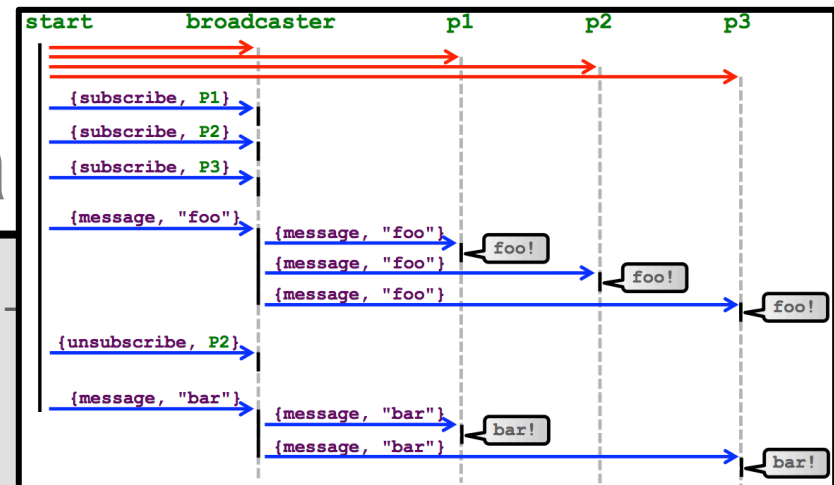 start broadcaster p1 p2 p3
{subscribe, P1}
{subscribe, P2}
{subscribe, P3}
{message, "foo"}
{message, "foo"}
foo!
{message, "foo"}
foo!
{message, "foo"}
foo!
{unsubscribe, P2}
{message, "bar"}
{message, "bar"}
bar!
{message, "bar"}
bar!